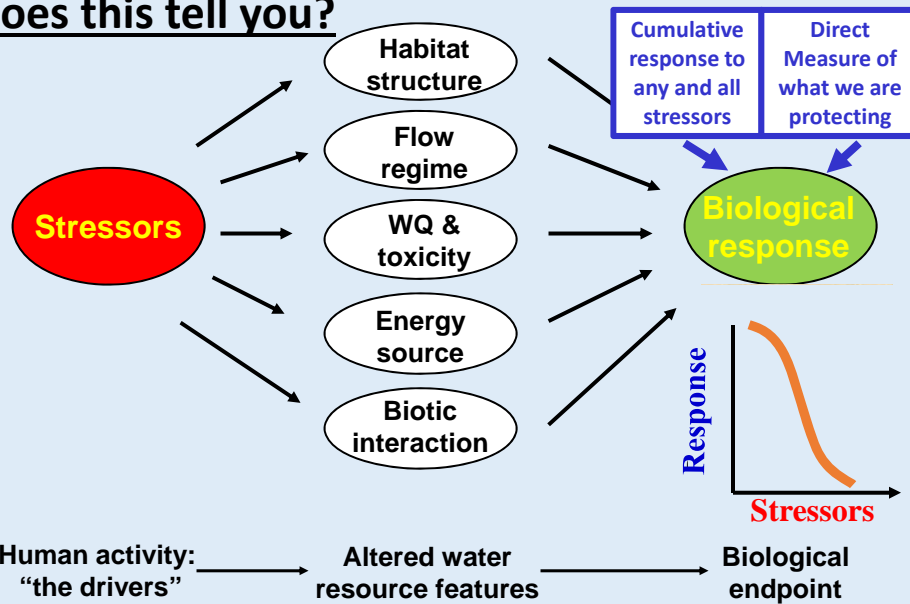 oes this tell you?
Habitat
structure
Flow
regime
WQ &
toxicity
Energy
source
Biotic
interaction
Stressors
Cumulative
response to
any and all
stressors
Direct
Measure of
what we are
protecting
Biological
response
Response
Stressors
Human activity:
“the drivers”
Altered water
resource features
Biological
endpoint